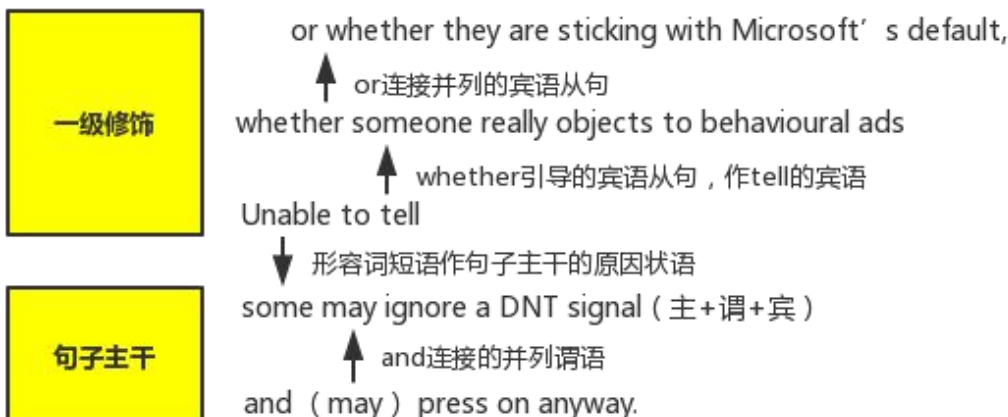 or whether they are sticking with Microsoft’s default,
or连接并列的宾语从句
一级修饰
whether someone really objects to behavioural ads
whether引导的宾语从句，作tell的宾语
Unable to tell
形容词短语作句子主干的原因状语
some may ignore a DNT signal（主+谓+宾）
句子主干
and连接的并列谓语
and （may） press on anyway.